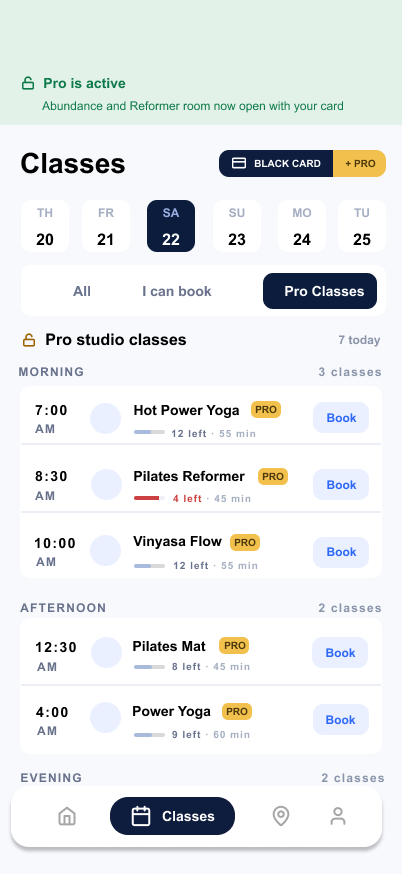 Pro is active
Abundance and Reformer room now open with your card
Classes
BLACK CARD + PRO
TH FR SA SU MO TU
20 21 22 23 24 25
All I can book Pro Classes
Pro studio classes 7 today
MORNING 3 classes
7:00 AM Hot Power Yoga PRO
12 left · 55 min
Book
8:30 AM Pilates Reformer PRO
4 left · 45 min
Book
10:00 AM Vinyasa Flow PRO
12 left · 55 min
Book
AFTERNOON 2 classes
12:30 AM Pilates Mat PRO
8 left · 45 min
Book
4:00 AM Power Yoga PRO
9 left · 60 min
Book
EVENING 2 classes
Classes